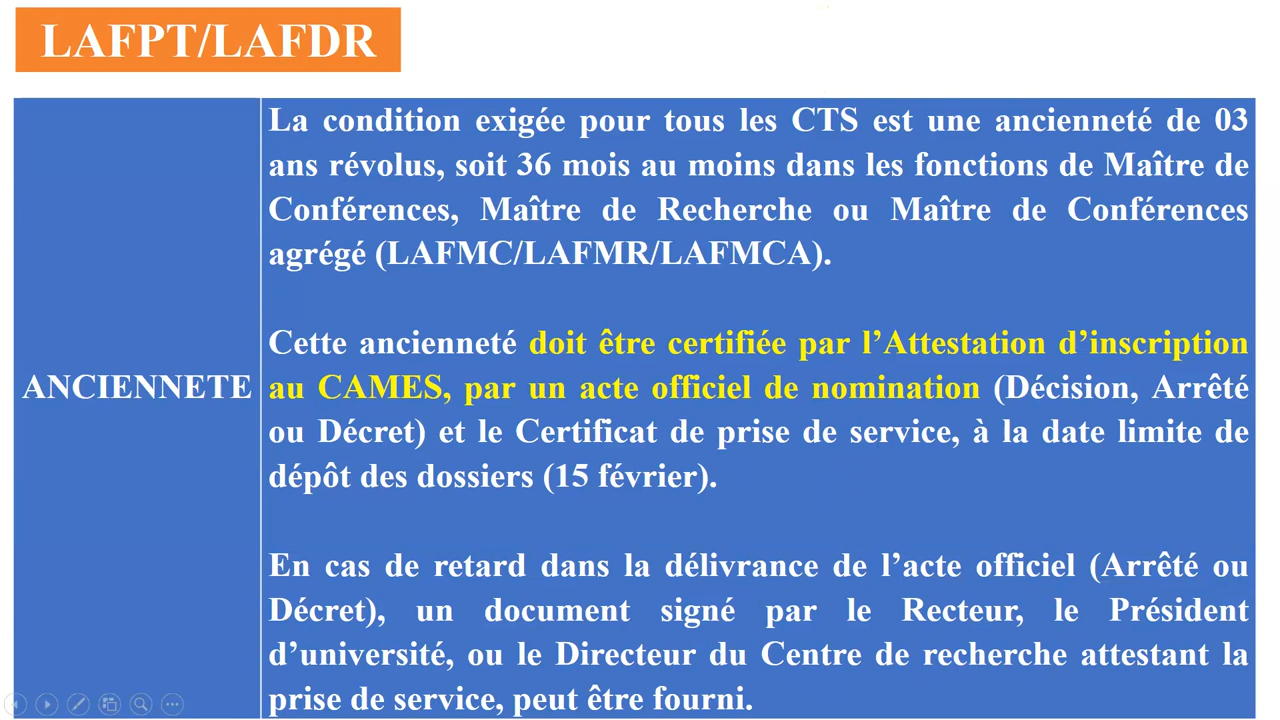 LAFPT/LAFDR
ANCIENNETE
La condition exigée pour tous les CTS est une ancienneté de 03
ans révolus, soit 36 mois au moins dans les fonctions de Maître de
Conférences, Maître de Recherche ou Maître de Conférences
agrégé (LAFMC/LAFMR/LAFMCA).
Cette ancienneté doit être certifiée par l’Attestation d’inscription
au CAMES, par un acte officiel de nomination (Décision, Arrêté
ou Décret) et le Certificat de prise de service, à la date limite de
dépôt des dossiers (15 février).
En cas de retard dans la délivrance de l’acte officiel (Arrêté ou
Décret), un document signé par le Recteur, le Président
d’université, ou le Directeur du Centre de recherche attestant la
prise de service, peut être fourni.